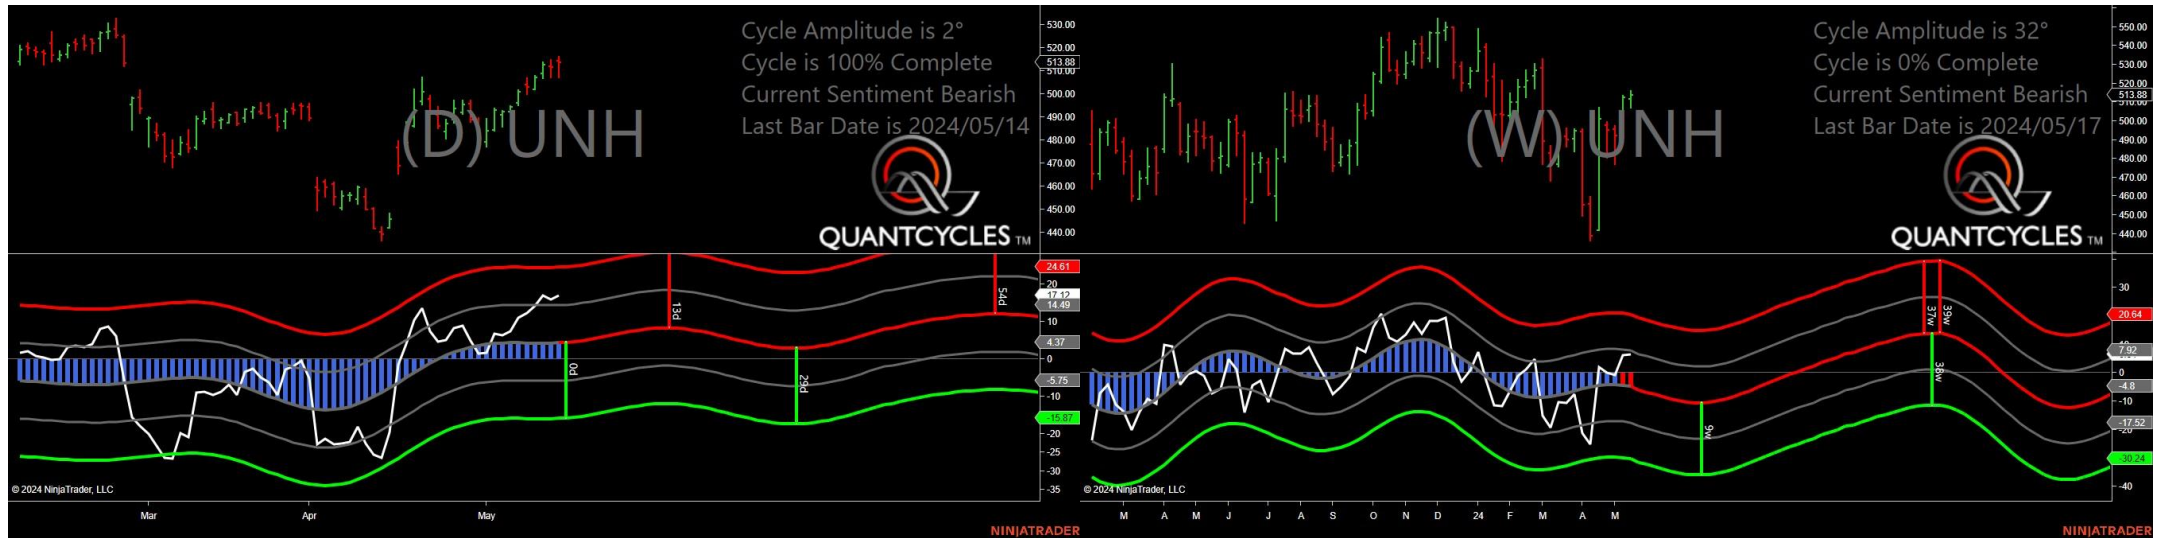 Cycle Amplitude is 2°
Cycle is 100% Complete
Current Sentiment Bearish
Last Bar Date is 2024/05/14
(D) UNH
QUANTCYCLES TM
530.00
520.00
513.88
510.00
500.00
490.00
480.00
470.00
460.00
450.00
440.00
24.61
20
17.12
14.49
10
4.37
0
-5.75
-10
-15.87
-20
-25
-30
-35
13d
54d
0d
29d
© 2024 NinjaTrader, LLC
Mar Apr May
NINJATRADER
Cycle Amplitude is 32°
Cycle is 0% Complete
Current Sentiment Bearish
Last Bar Date is 2024/05/17
(W) UNH
QUANTCYCLES TM
550.00
540.00
530.00
520.00
513.88
510.00
500.00
490.00
480.00
470.00
460.00
450.00
440.00
30
20.64
7.92
0
-4.8
-10
-17.52
-20
-30.24
-40
37w
39w
38w
9w
© 2024 NinjaTrader, LLC
M A M J J A S O N D 24 F M A M
NINJATRADER